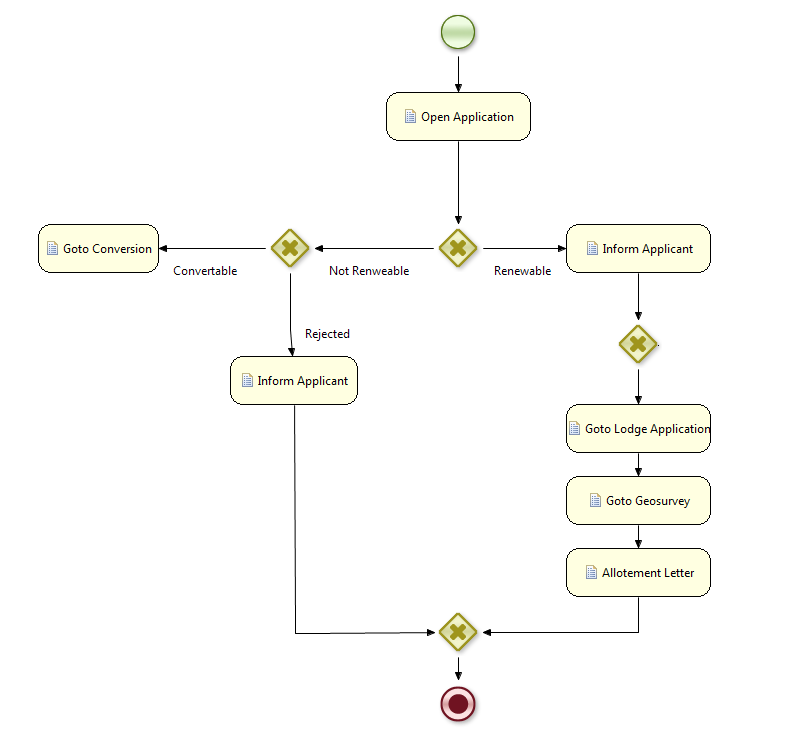 Open Application
Goto Conversion
Inform Applicant
Convertable
Not Renweable
Renewable
Rejected
Inform Applicant
Goto Lodge Application
Goto Geosurvey
Allotement Letter